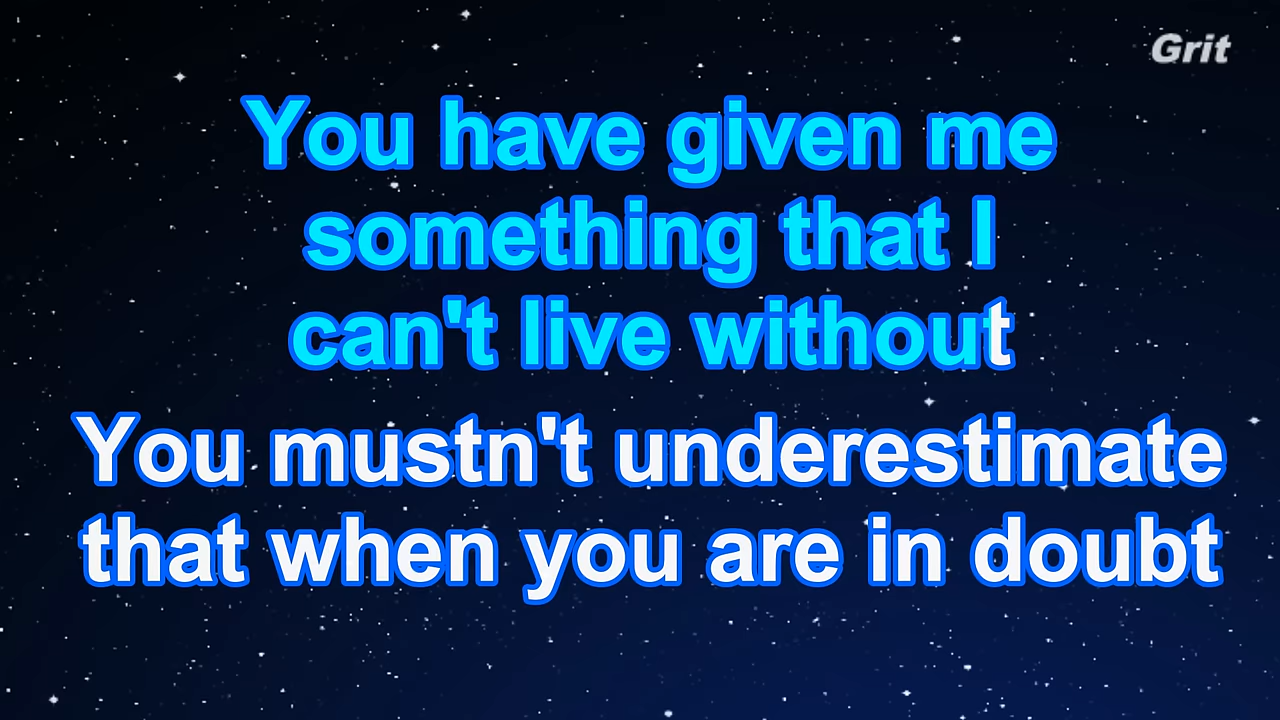 Grit
You have given me
something that I
can't live without
You mustn't underestimate
that when you are in doubt